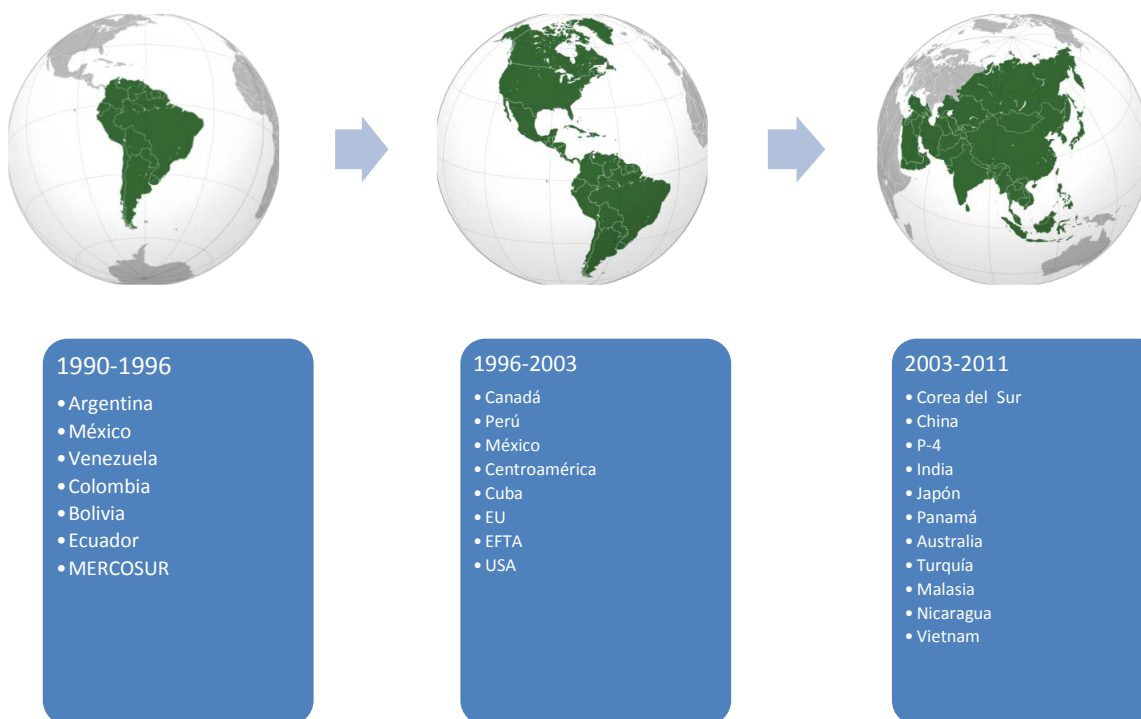 1990-1996
• Argentina
• México
• Venezuela
• Colombia
• Bolivia
• Ecuador
• MERCOSUR
1996-2003
• Canadá
• Perú
• México
• Centroamérica
• Cuba
• EU
• EFTA
• USA
2003-2011
• Corea del Sur
• China
• P-4
• India
• Japón
• Panamá
• Australia
• Turquía
• Malasia
• Nicaragua
• Vietnam